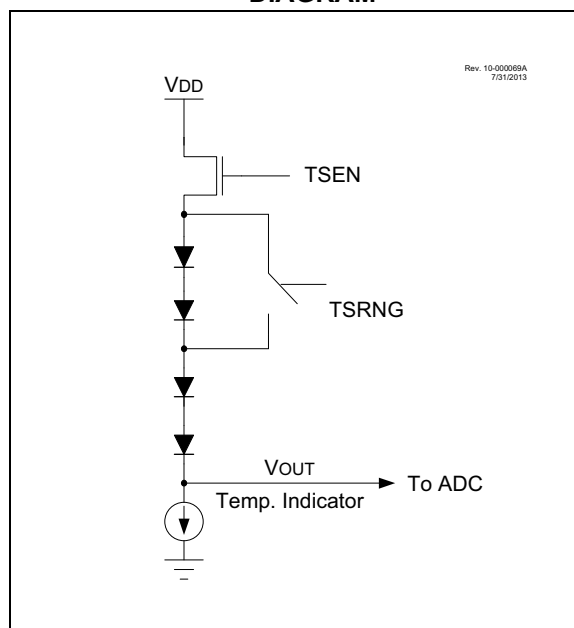 DIAGRAM
Rev. 10-000069A
7/31/2013
VDD
TSEN
TSRNG
VOUT
To ADC
Temp. Indicator